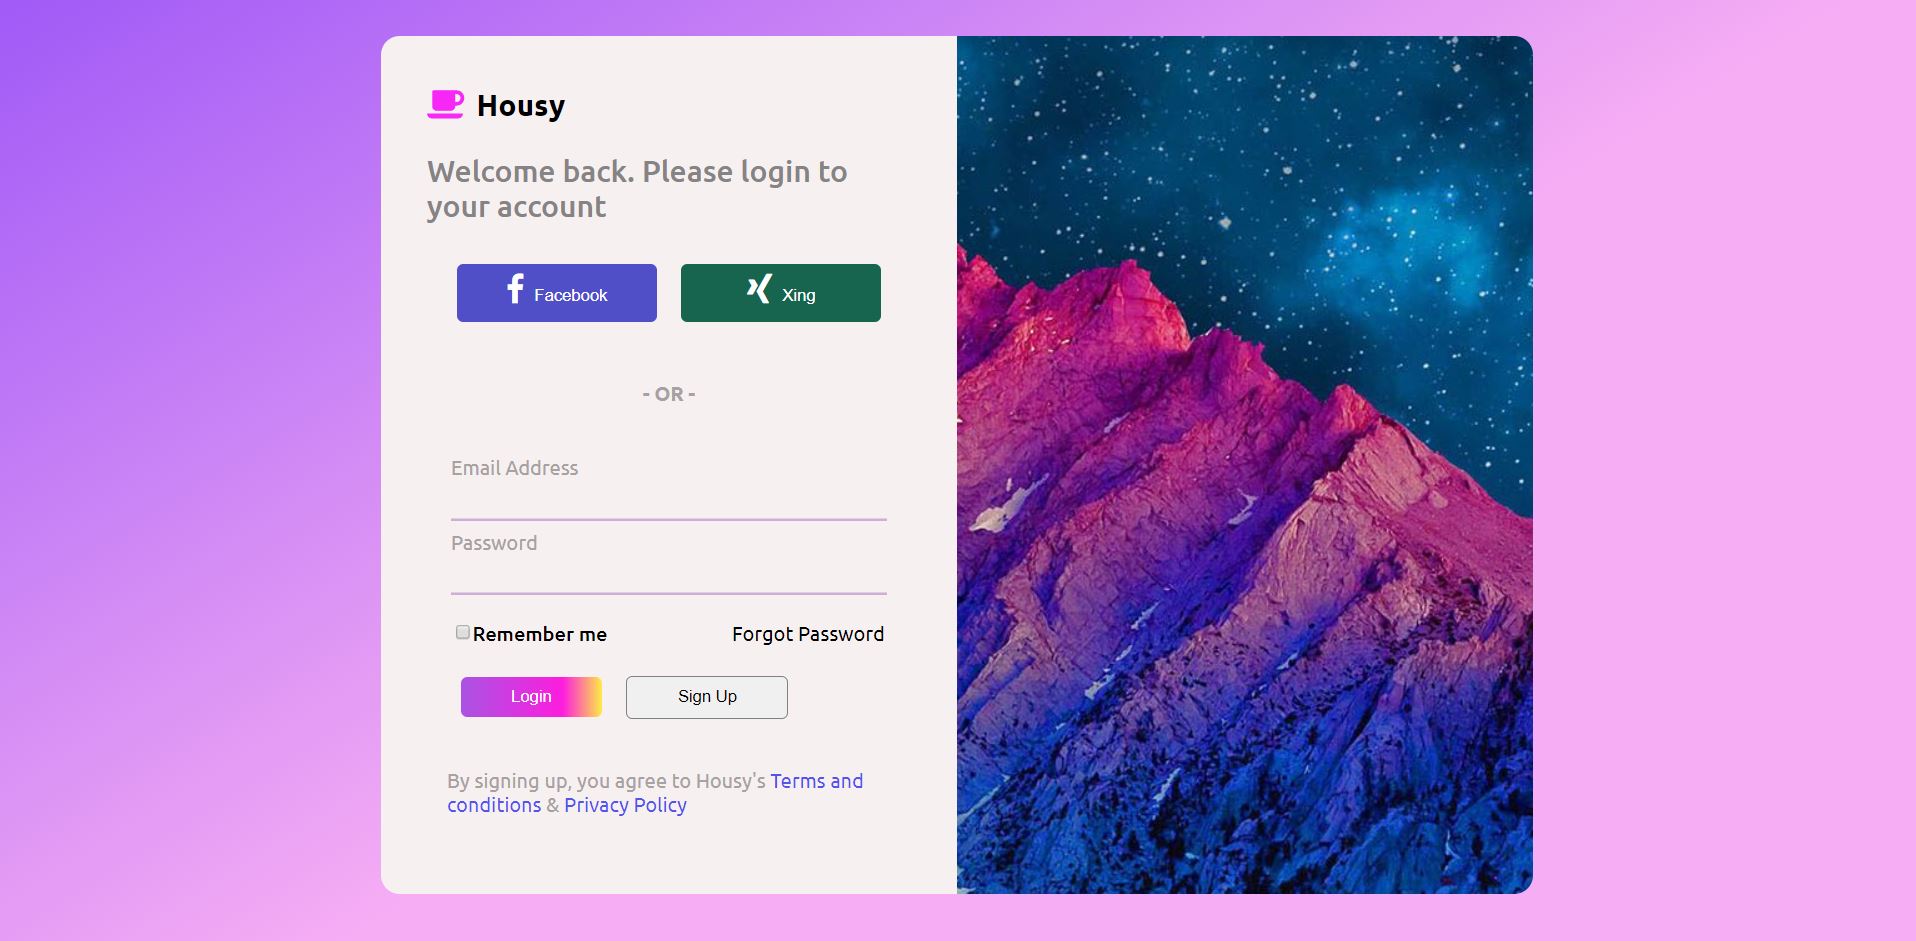 Housy
Welcome back. Please login to
your account
Facebook
Xing
- OR -
Email Address
Password
Remember me
Forgot Password
Login
Sign Up
By signing up, you agree to Housy's Terms and
conditions & Privacy Policy